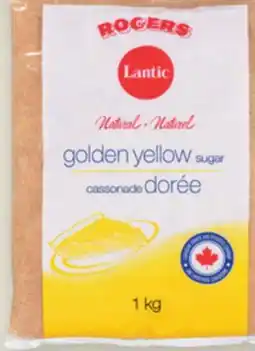 ROGERS
Lantic
Natural • Naturel
golden yellow sugar
cassonade dorée
1 kg